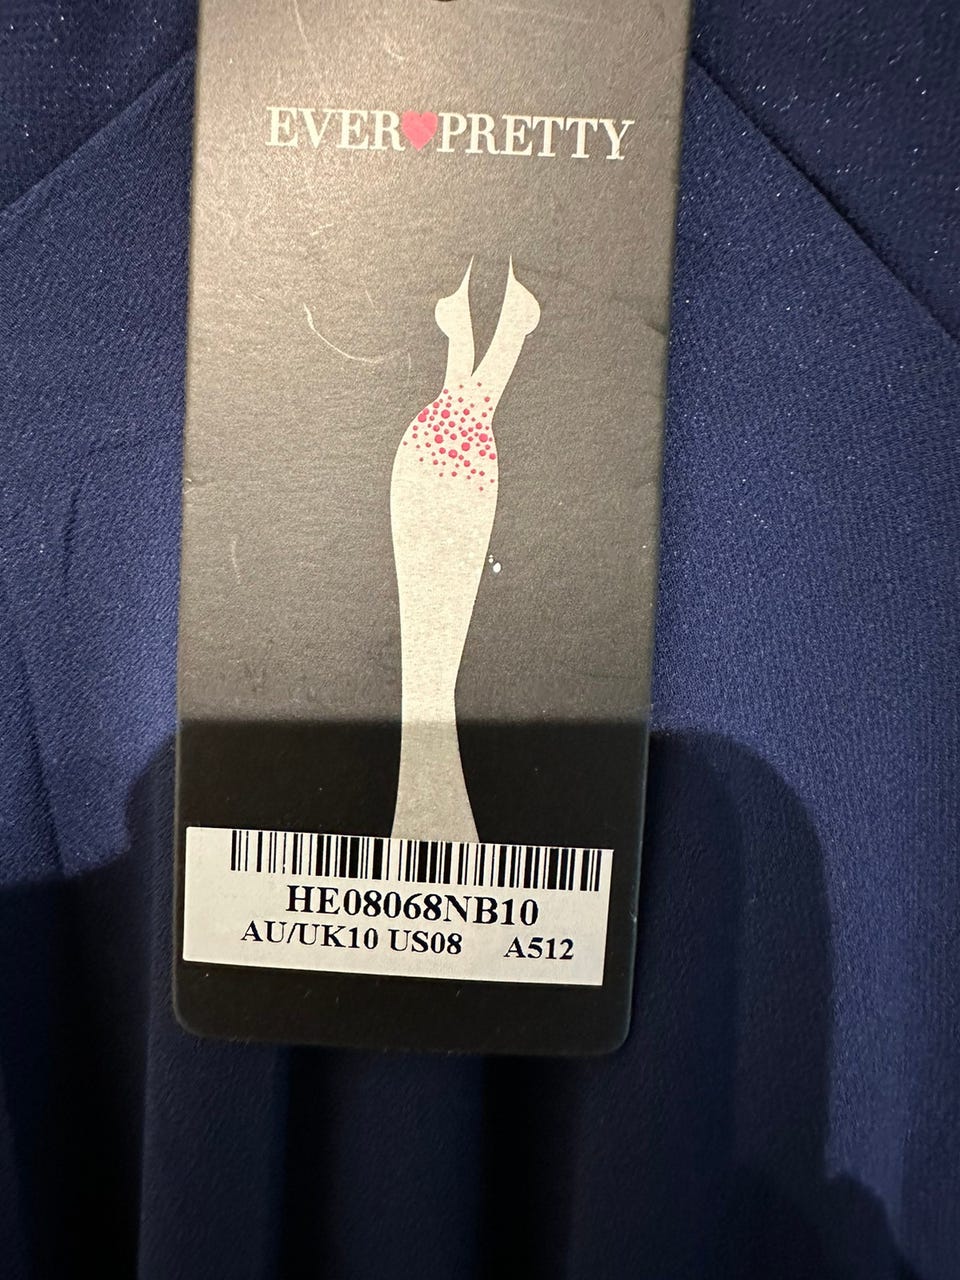 EVER PRETTY
HE08068NB10
AU/UK10 US08 A512